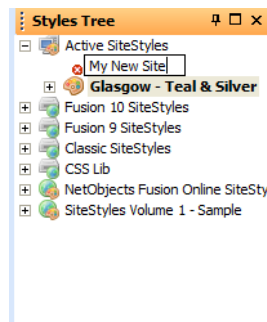 Styles Tree
Active SiteStyles
My New Site
Glasgow - Teal & Silver
Fusion 10 SiteStyles
Fusion 9 SiteStyles
Classic SiteStyles
CSS Lib
NetObjects Fusion Online SiteSty
SiteStyles Volume 1 - Sample